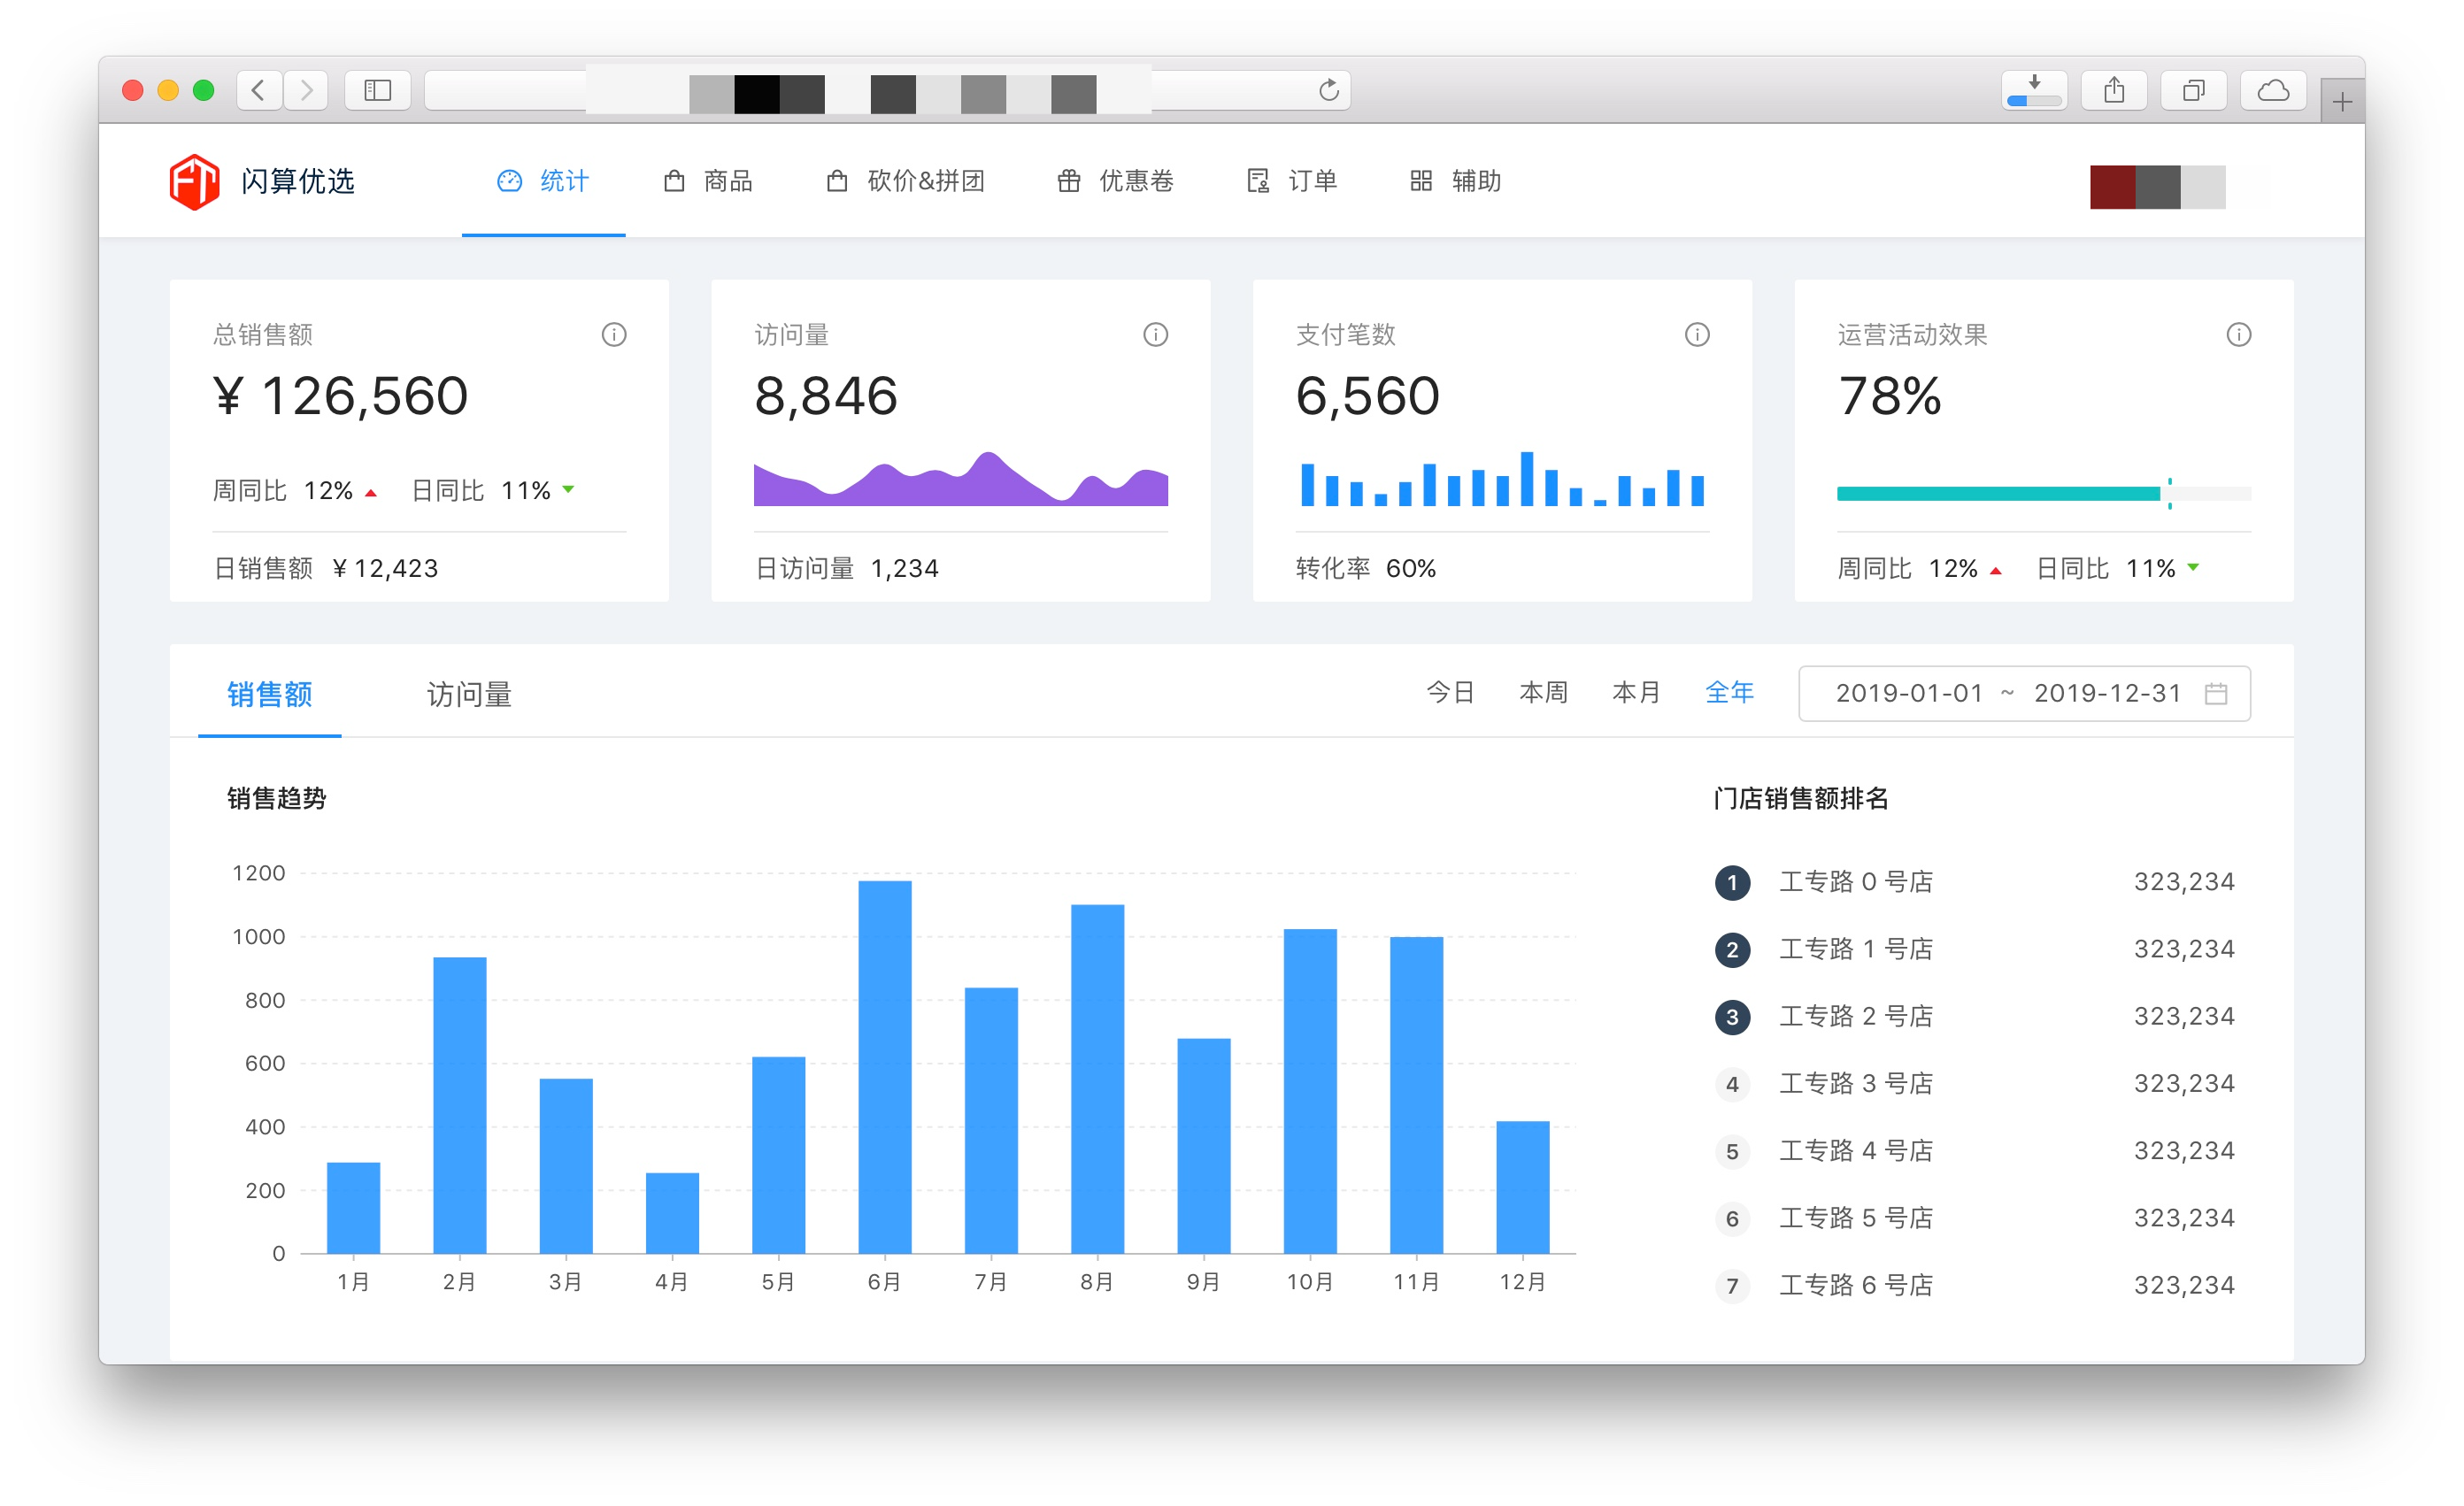 FT 闪算优选 统计 商品 砍价&拼团 优惠卷 订单 辅助
总销售额
¥ 126,560
周同比 12% 日同比 11%
日销售额 ¥ 12,423
访问量
8,846
日访问量 1,234
支付笔数
6,560
转化率 60%
运营活动效果
78%
周同比 12% 日同比 11%
销售额 访问量 今日 本周 本月 全年 2019-01-01 ~ 2019-12-31
销售趋势
1200
1000
800
600
400
200
0
1月 2月 3月 4月 5月 6月 7月 8月 9月 10月 11月 12月
门店销售额排名
1 工专路 0 号店 323,234
2 工专路 1 号店 323,234
3 工专路 2 号店 323,234
4 工专路 3 号店 323,234
5 工专路 4 号店 323,234
6 工专路 5 号店 323,234
7 工专路 6 号店 323,234